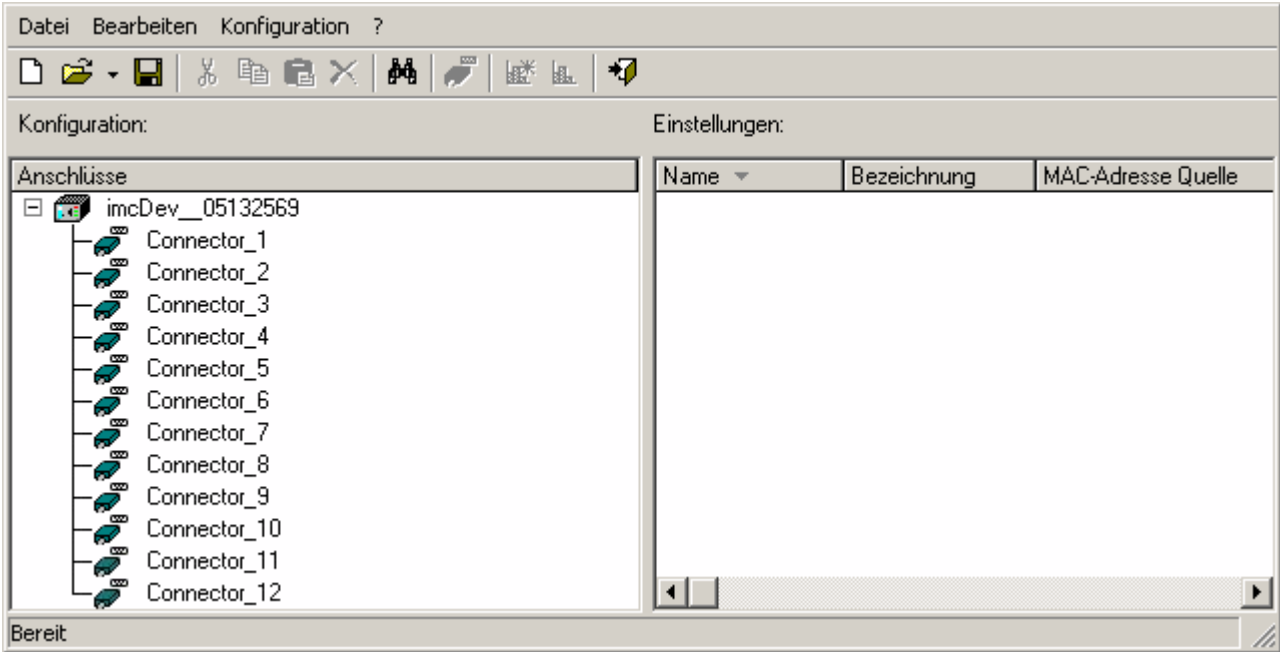 Datei Bearbeiten Konfiguration ?
Konfiguration: Einstellungen:
Anschlüsse Name Bezeichnung MAC-Adresse Quelle
imcDev__05132569
Connector_1
Connector_2
Connector_3
Connector_4
Connector_5
Connector_6
Connector_7
Connector_8
Connector_9
Connector_10
Connector_11
Connector_12
Bereit